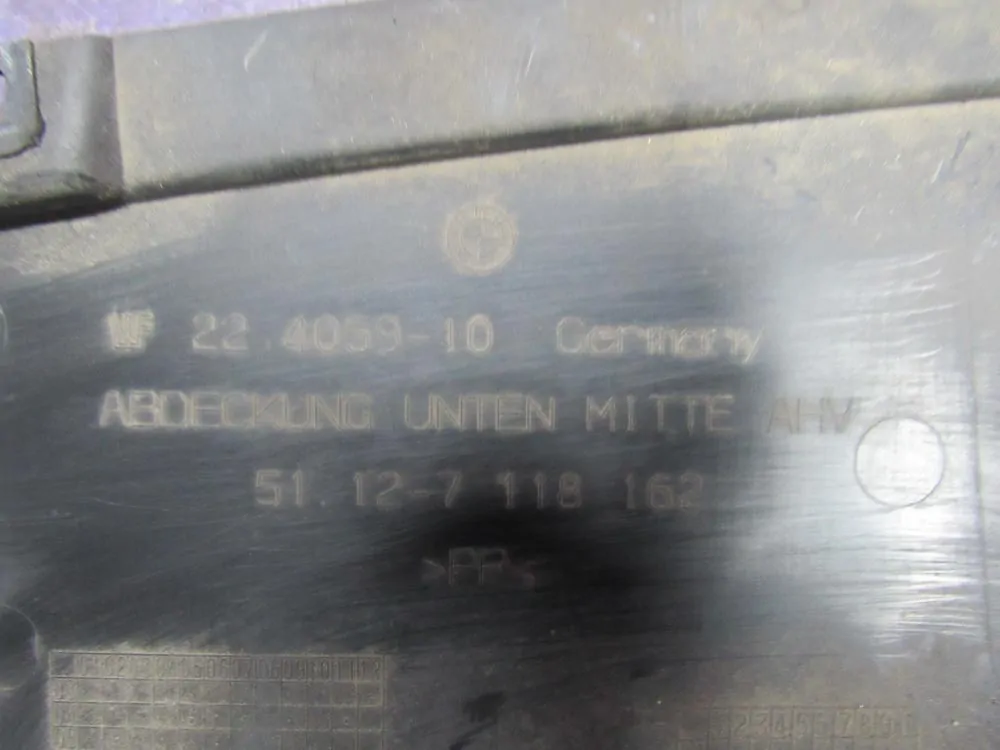 22.4059-10 Germany
ABDECKUNG UNTEN MITTE AHV
51.12-7 118 162
>PP<